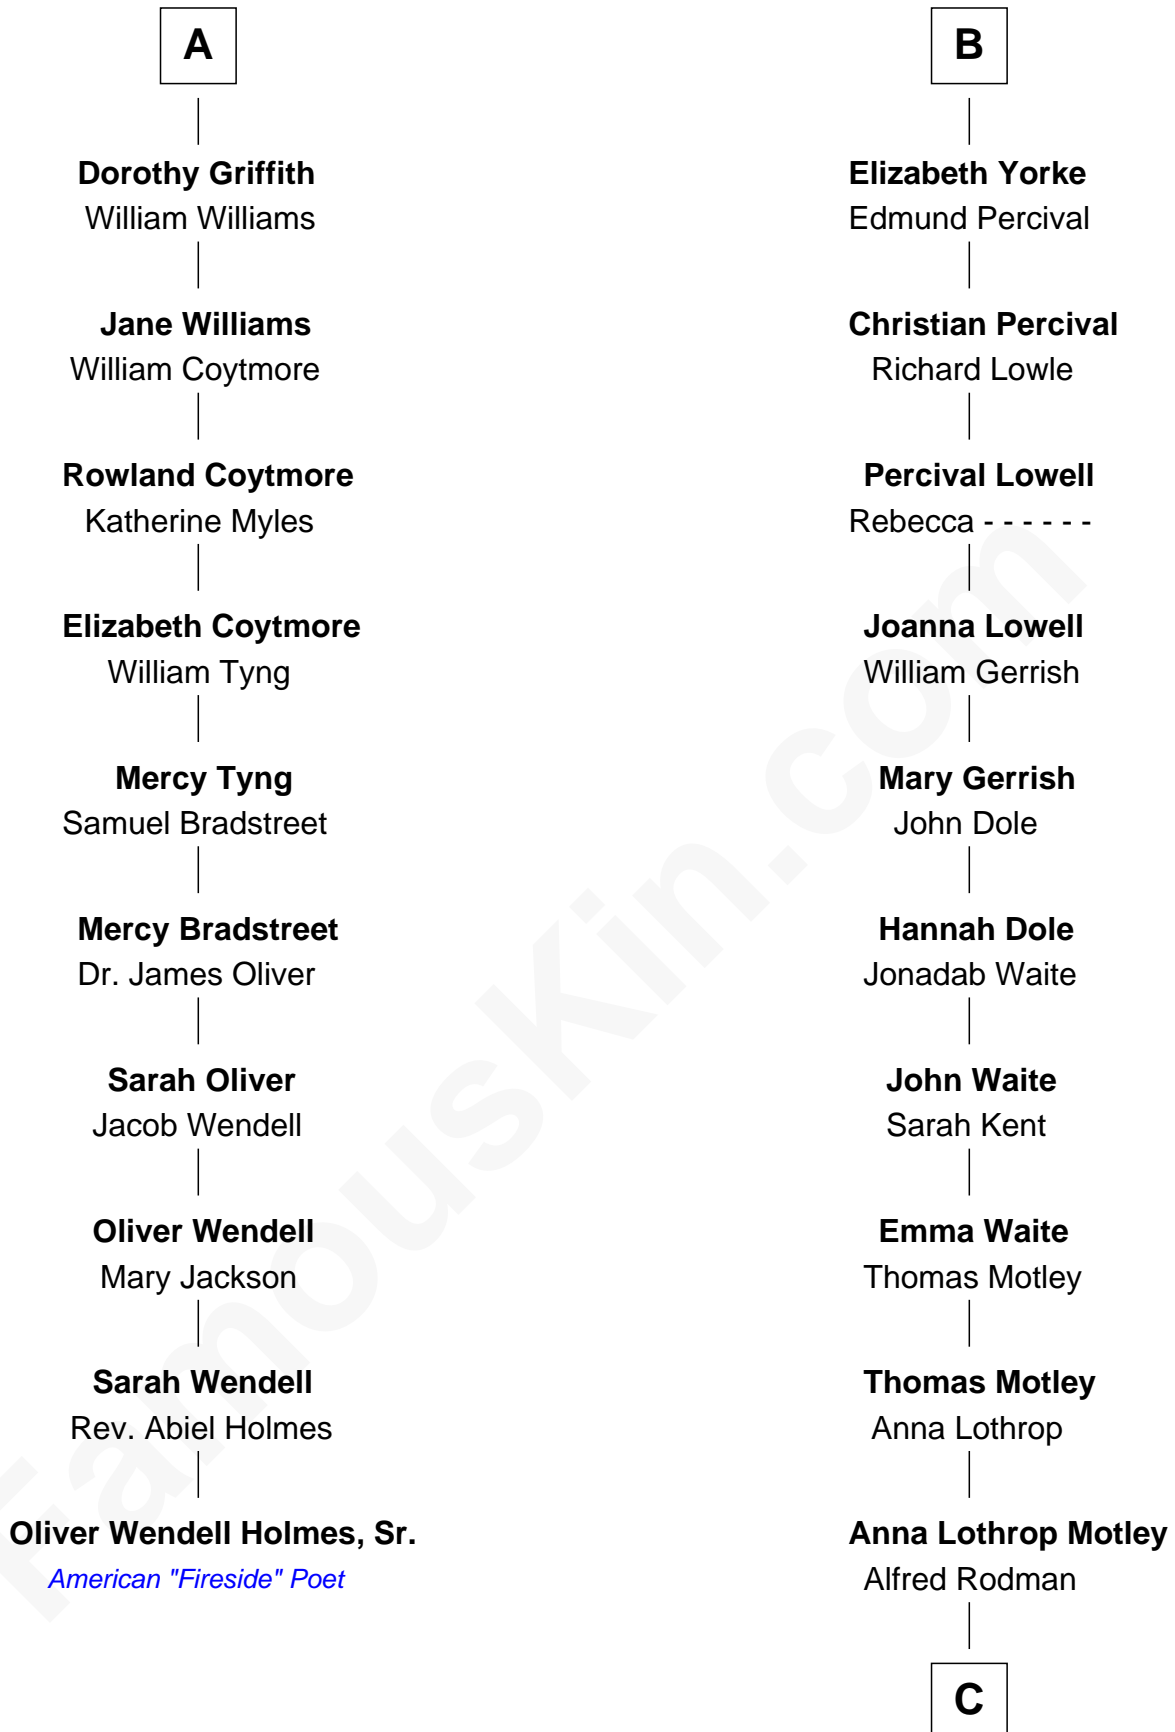 A
Dorothy Griffith
William Williams
Jane Williams
William Coytmore
Rowland Coytmore
Katherine Myles
Elizabeth Coytmore
William Tyng
Mercy Tyng
Samuel Bradstreet
Mercy Bradstreet
Dr. James Oliver
Sarah Oliver
Jacob Wendell
Oliver Wendell
Mary Jackson
Sarah Wendell
Rev. Abiel Holmes
Oliver Wendell Holmes, Sr.
American "Fireside" Poet
B
Elizabeth Yorke
Edmund Percival
Christian Percival
Richard Lowle
Percival Lowell
Rebecca - - - - - -
Joanna Lowell
William Gerrish
Mary Gerrish
John Dole
Hannah Dole
Jonadab Waite
John Waite
Sarah Kent
Emma Waite
Thomas Motley
Thomas Motley
Anna Lothrop
Anna Lothrop Motley
Alfred Rodman
C
FamousKin.com